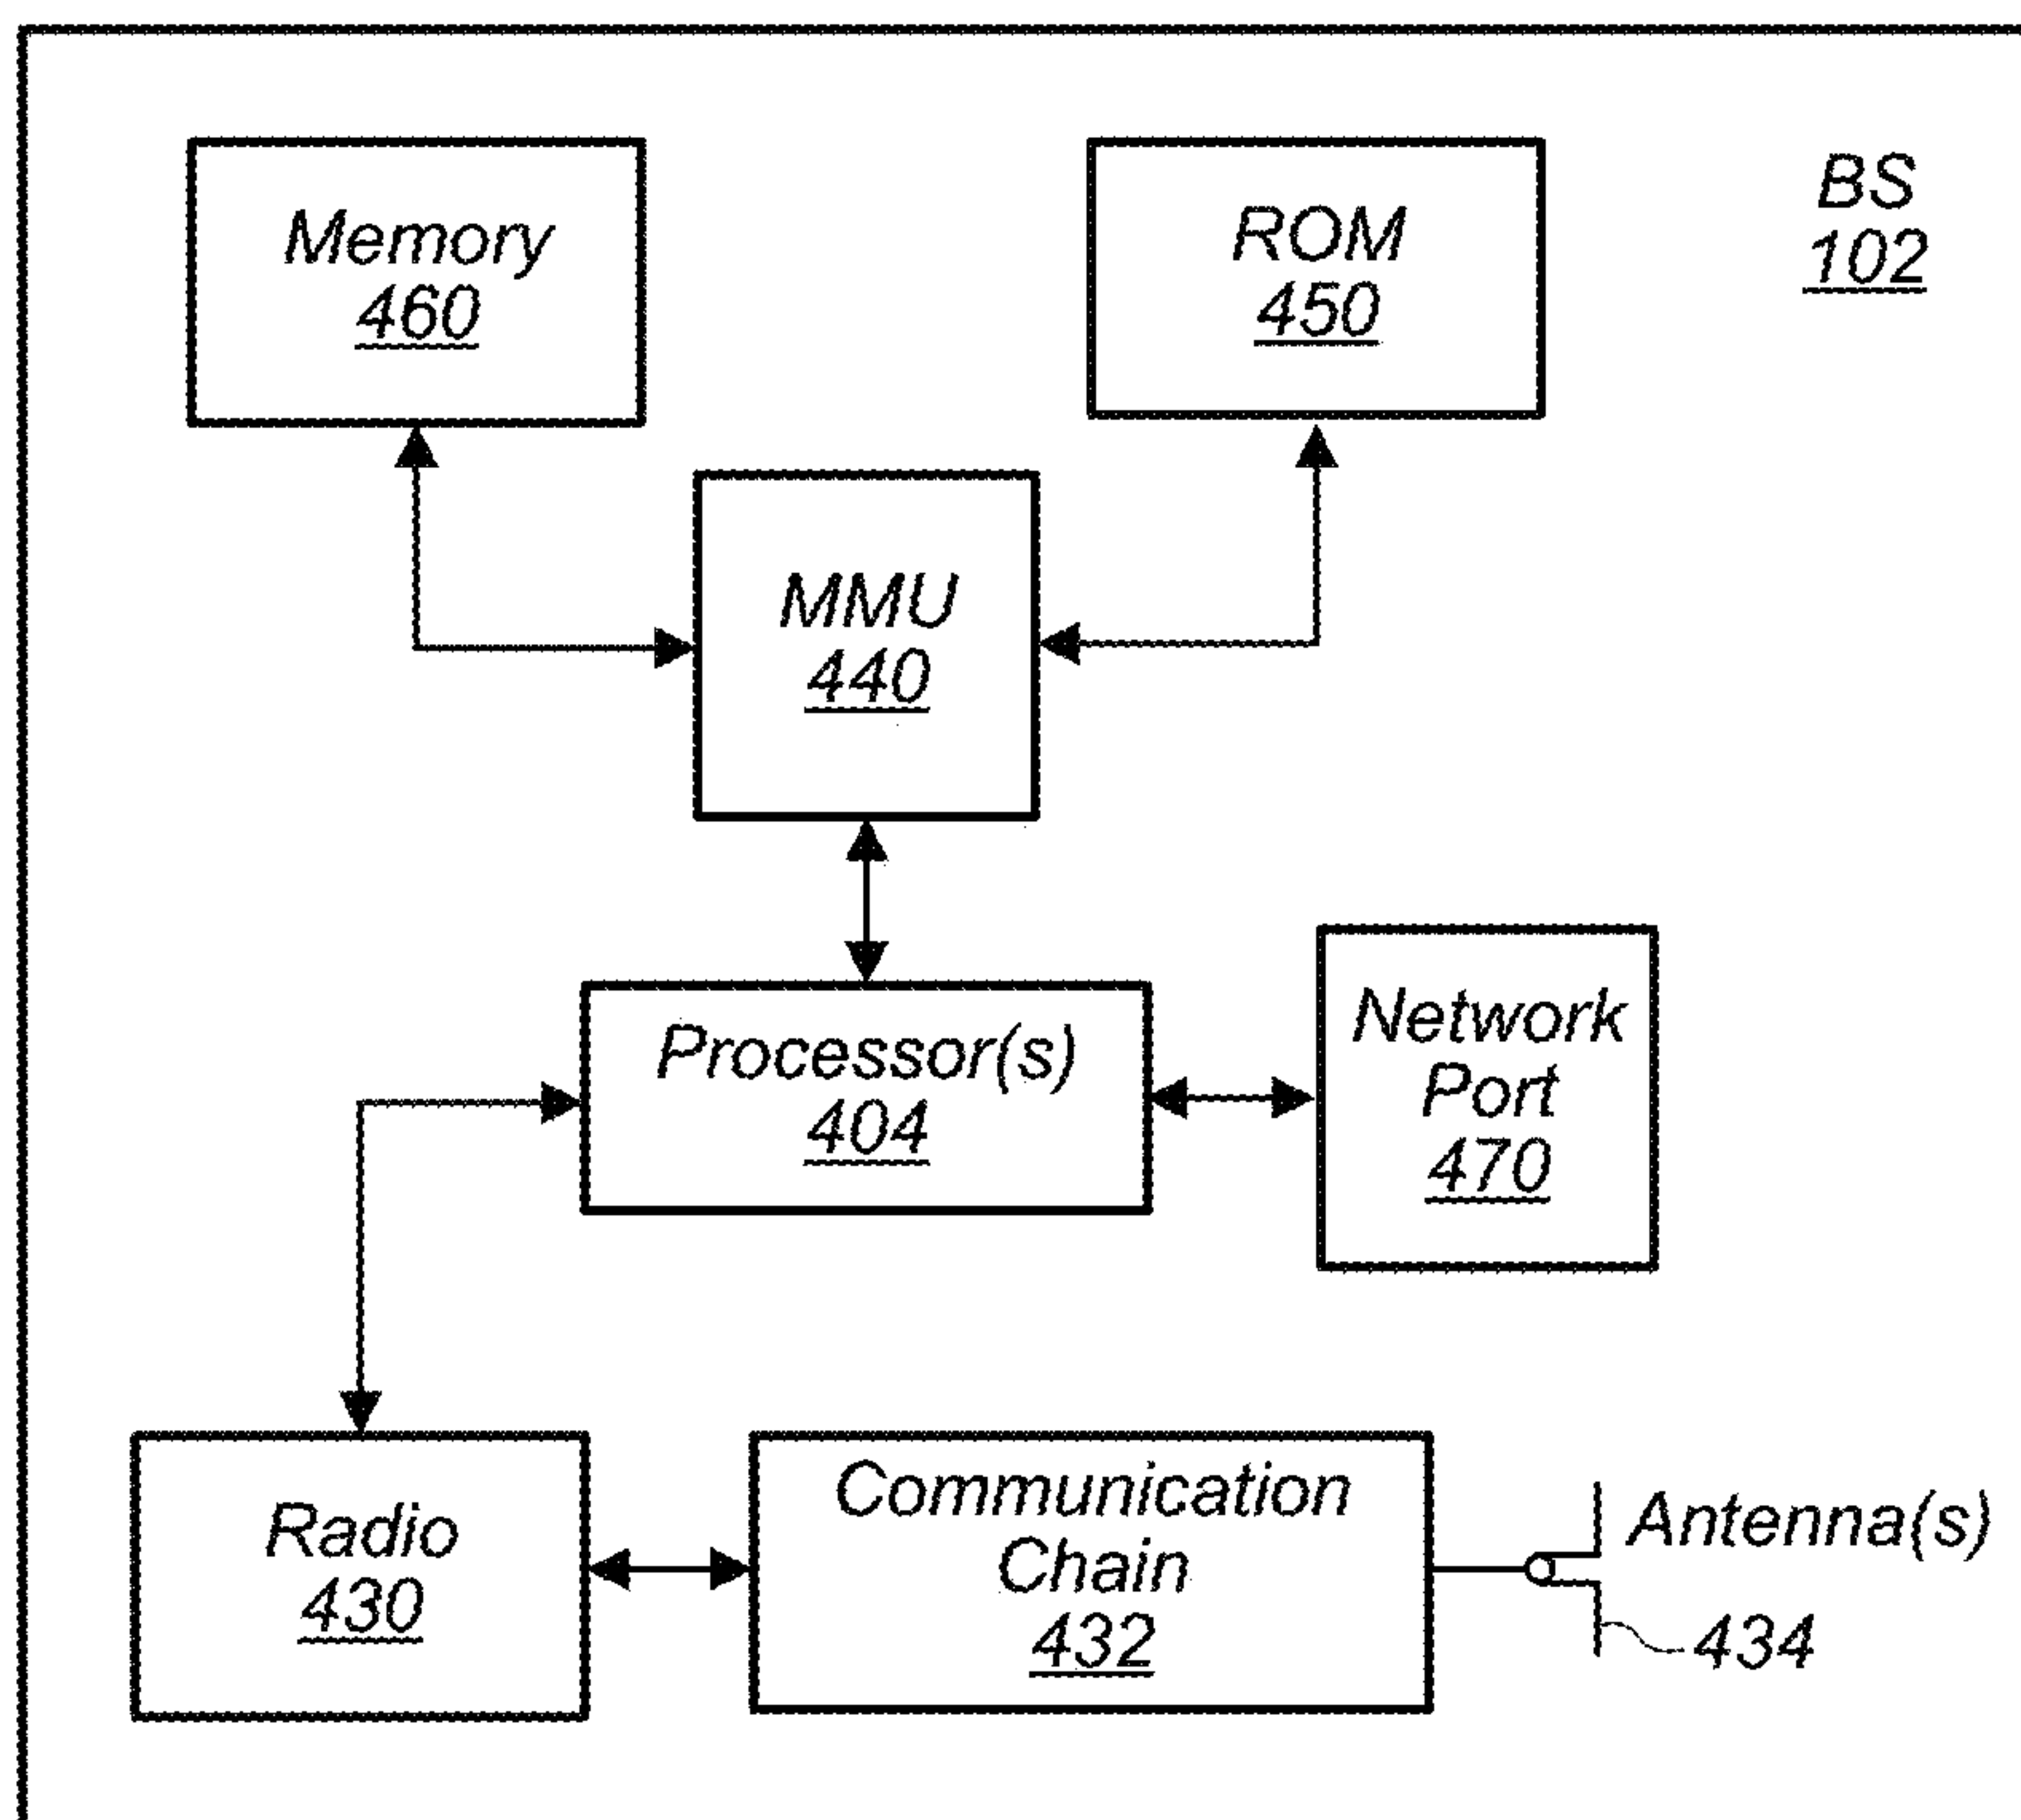 Memory
460
ROM
450
BS
102
MMU
440
Processor(s)
404
Network
Port
470
Radio
430
Communication
Chain
432
Antenna(s)
434